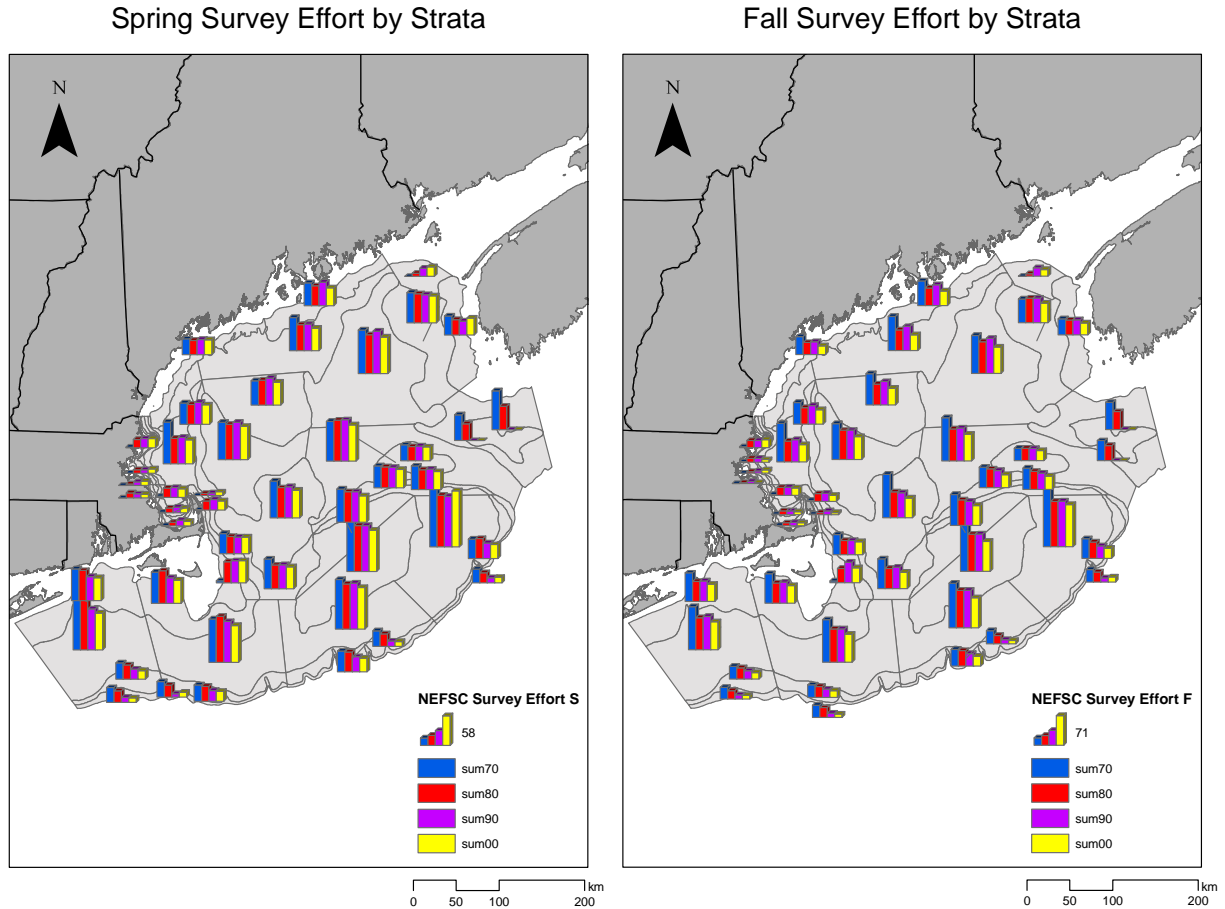 Spring Survey Effort by Strata
N
NEFSC Survey Effort S
58
sum70
sum80
sum90
sum00
km
0 50 100 200
Fall Survey Effort by Strata
N
NEFSC Survey Effort F
71
sum70
sum80
sum90
sum00
km
0 50 100 200